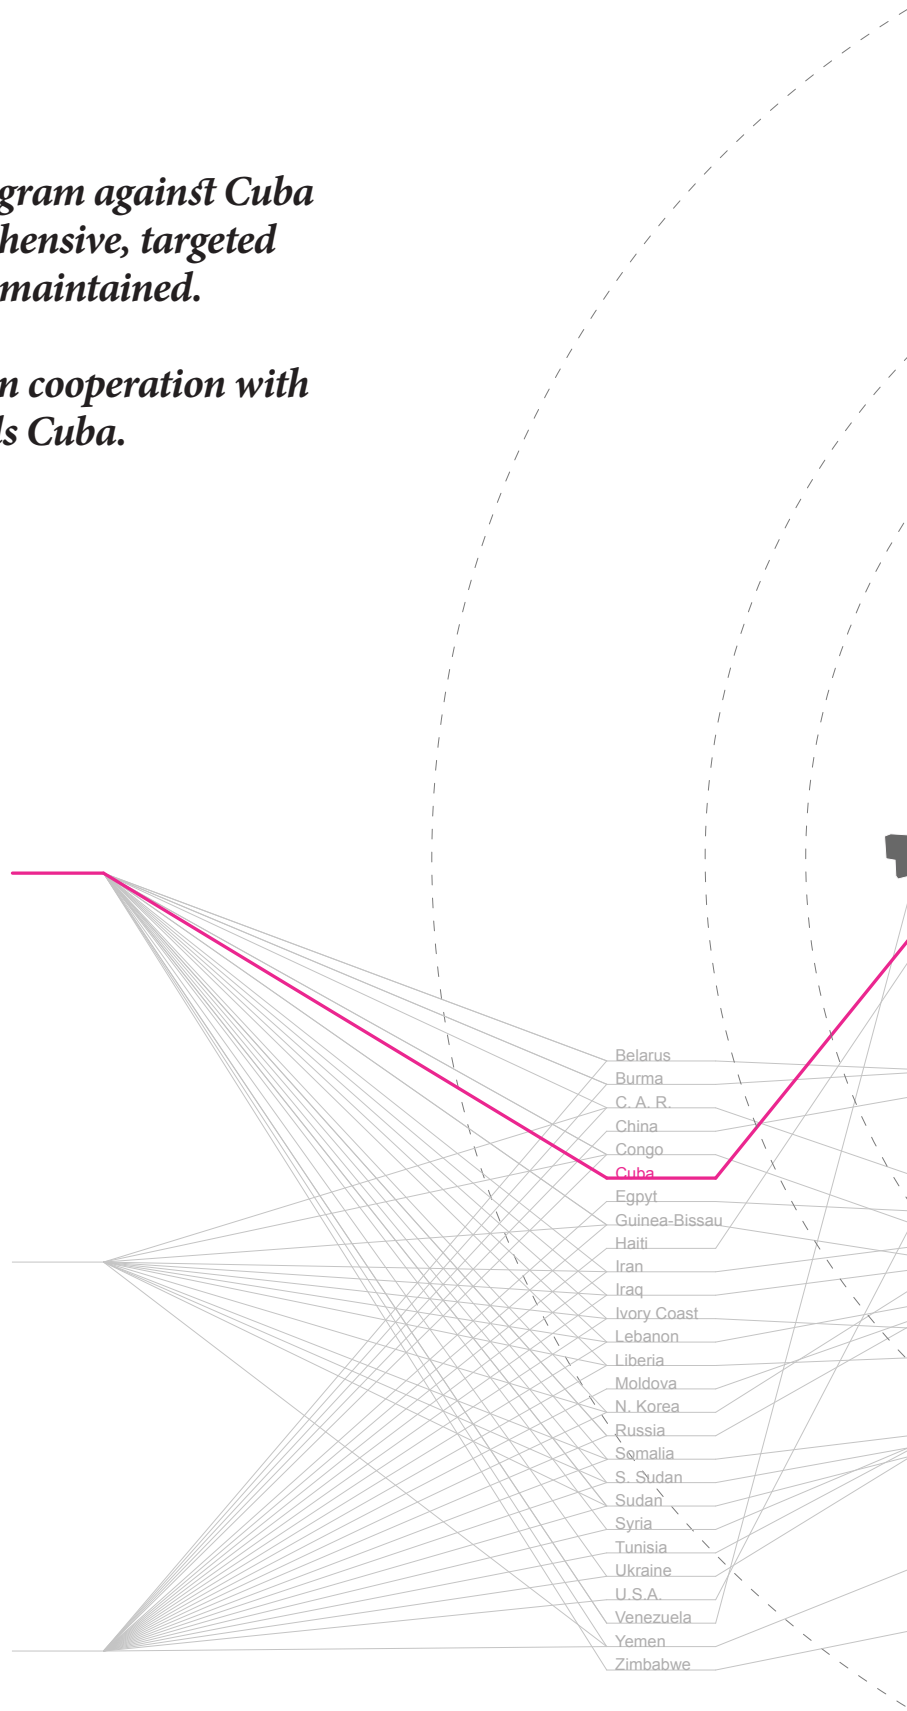 gram against Cuba
hensive, targeted
maintained.
n cooperation with
ls Cuba.
Belarus
Burma
C. A. R.
China
Congo
Cuba
Egpyt
Guinea-Bissau
Haiti
Iran
Iraq
Ivory Coast
Lebanon
Liberia
Moldova
N. Korea
Russia
Somalia
S. Sudan
Sudan
Syria
Tunisia
Ukraine
U.S.A.
Venezuela
Yemen
Zimbabwe